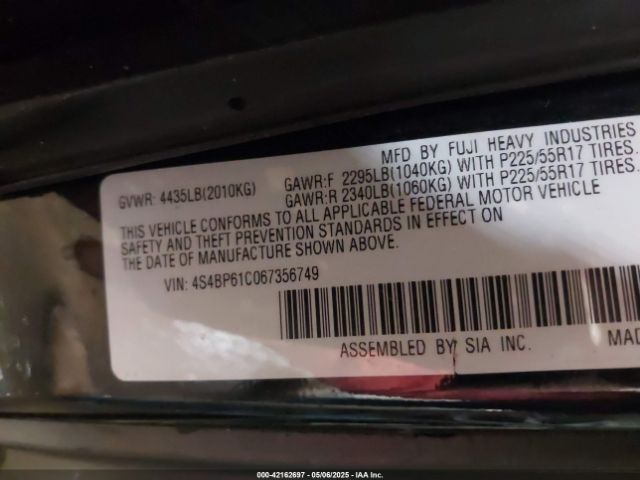 MFD BY FUJI HEAVY INDUSTRIES
GVWR: 4435LB(2010KG)
GAWR:F 2295LB(1040KG) WITH P225/55R17 TIRES.
GAWR:R 2340LB(1060KG) WITH P225/55R17 TIRES.
THIS VEHICLE CONFORMS TO ALL APPLICABLE FEDERAL MOTOR VEHICLE
SAFETY AND THEFT PREVENTION STANDARDS IN EFFECT ON
THE DATE OF MANUFACTURE SHOWN ABOVE.
VIN: 4S4BP61C067356749
ASSEMBLED BY SIA INC.
MAD
000-42162697 - 05/06/2025 - IAA Inc.